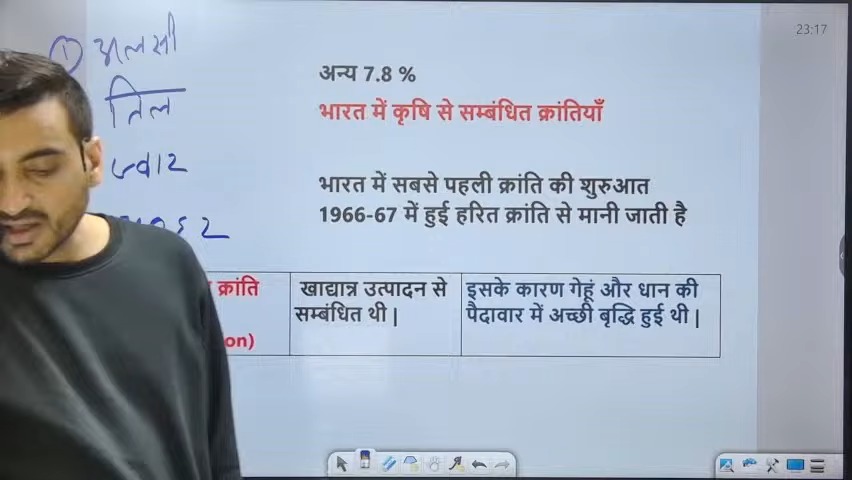 23:17
① अलसी
तिल
ज्वार
अन्य 7.8 %
भारत में कृषि से सम्बंधित क्रांतियाँ
भारत में सबसे पहली क्रांति की शुरुआत
1966-67 में हुई हरित क्रांति से मानी जाती है
क्रांति
on)
खाद्यान्न उत्पादन से
सम्बंधित थी |
इसके कारण गेहूं और धान की
पैदावार में अच्छी बृद्धि हुई थी |